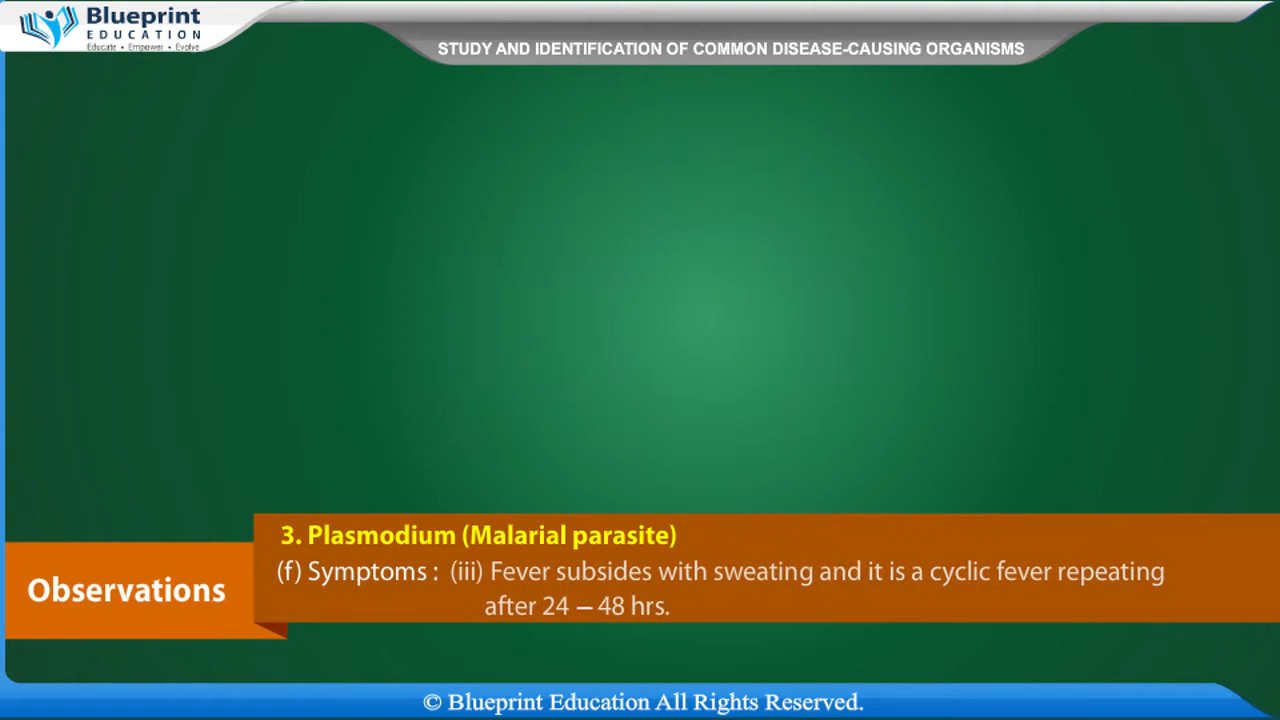 Blueprint
EDUCATION
Educate • Empower • Evolve
STUDY AND IDENTIFICATION OF COMMON DISEASE-CAUSING ORGANISMS
3. Plasmodium (Malarial parasite)
(f) Symptoms : (iii) Fever subsides with sweating and it is a cyclic fever repeating
after 24 – 48 hrs.
Observations
© Blueprint Education All Rights Reserved.